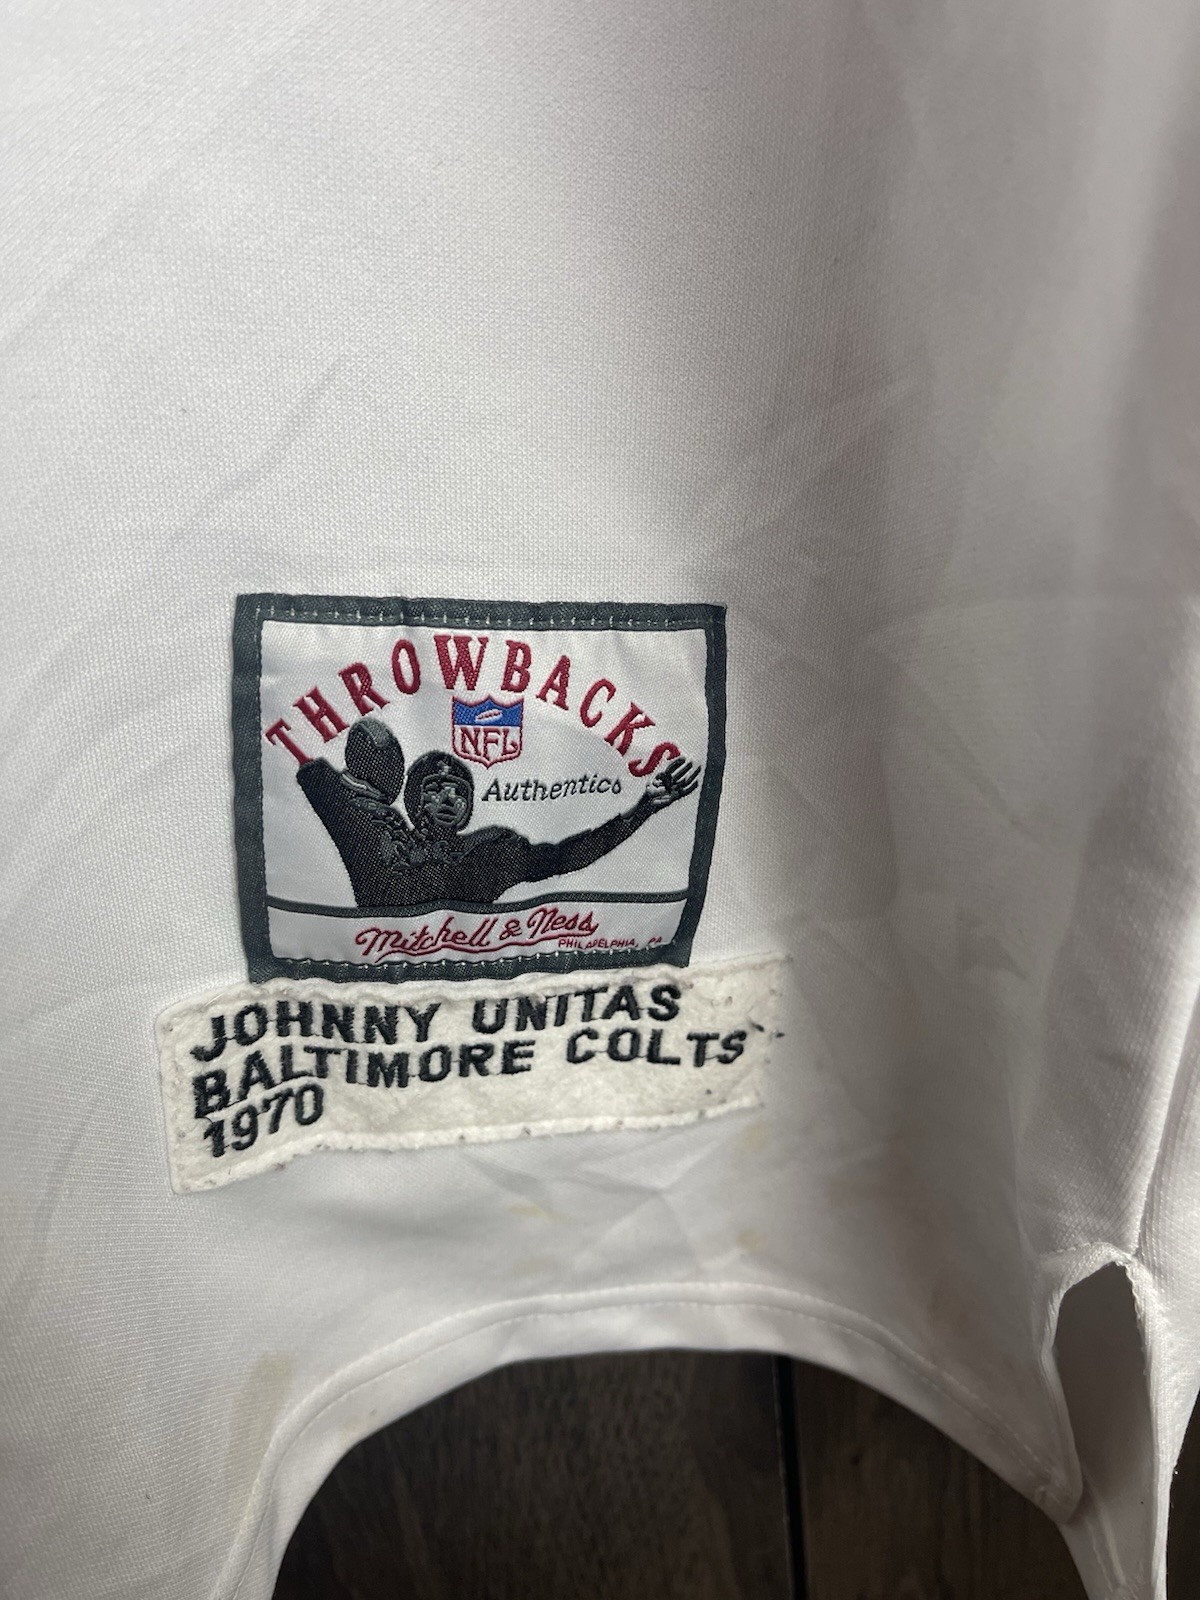 THROWBACKS
NFL
Authentics
Mitchell & Ness
PHILADELPHIA, PA
JOHNNY UNITAS
BALTIMORE COLTS
1970